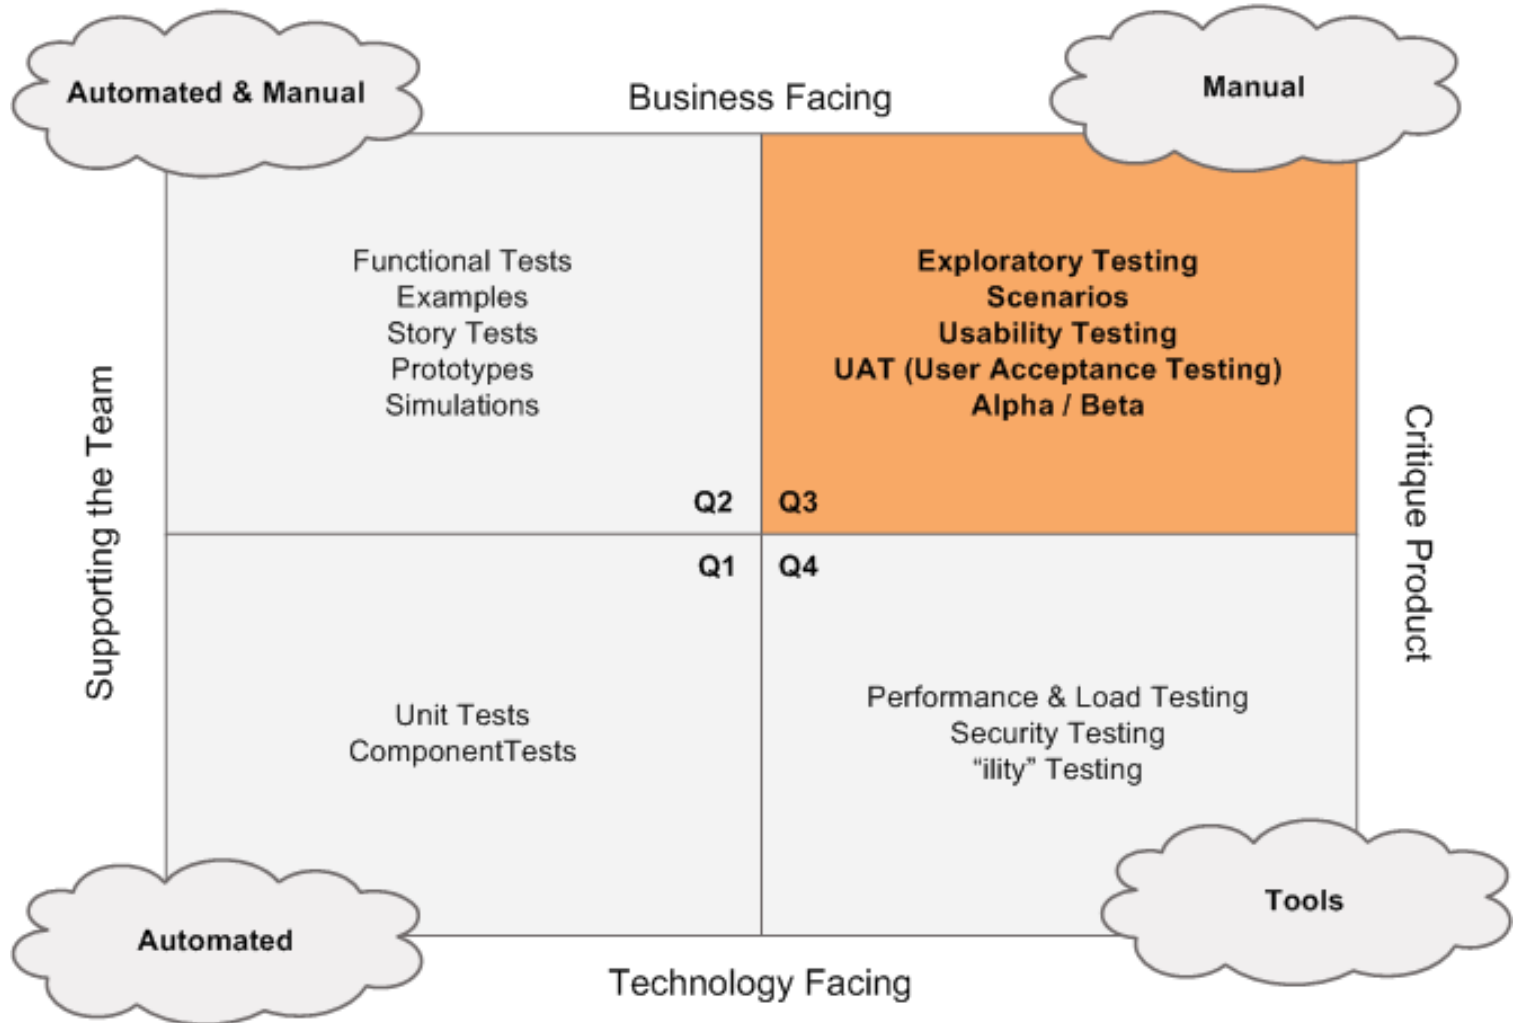 Automated & Manual
Business Facing
Manual
Functional Tests
Examples
Story Tests
Prototypes
Simulations
Q2
Exploratory Testing
Scenarios
Usability Testing
UAT (User Acceptance Testing)
Alpha / Beta
Q3
Supporting the Team
Critique Product
Q1
Unit Tests
ComponentTests
Q4
Performance & Load Testing
Security Testing
“ility” Testing
Automated
Technology Facing
Tools